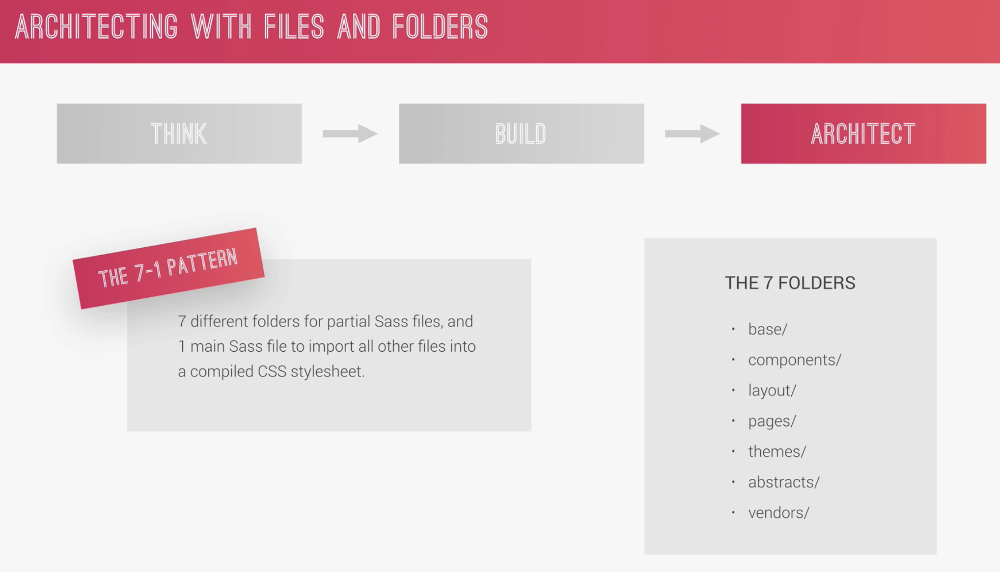 ARCHITECTING WITH FILES AND FOLDERS
THINK
BUILD
ARCHITECT
THE 7-1 PATTERN
7 different folders for partial Sass files, and
1 main Sass file to import all other files into
a compiled CSS stylesheet.
THE 7 FOLDERS
• base/
• components/
• layout/
• pages/
• themes/
• abstracts/
• vendors/